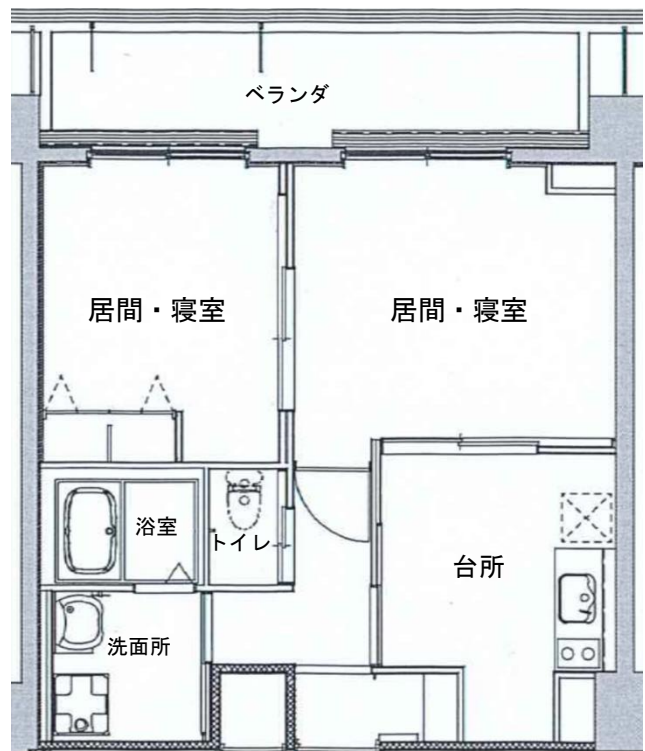 ベランダ
居間・寝室
居間・寝室
浴室
トイレ
台所
洗面所